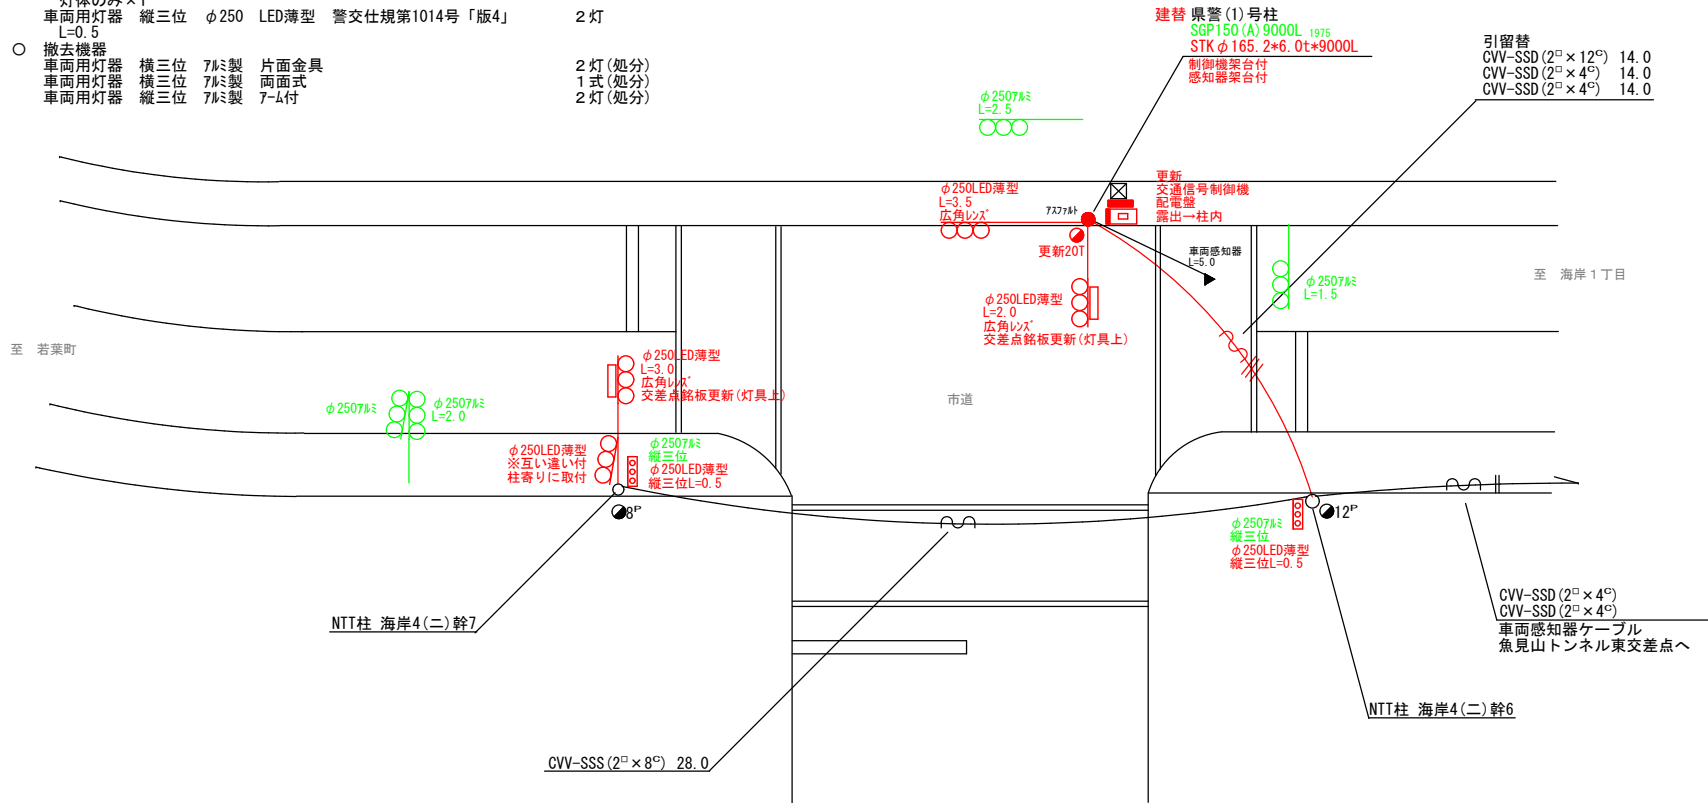 灯体のみ×1
車両用灯器 縦三位 φ250 LED薄型 警交仕規第1014号「版4」 2灯
L=0.5
○ 撤去機器
車両用灯器 横三位 ｱﾙﾐ製 片面金具 2灯(処分)
車両用灯器 横三位 ｱﾙﾐ製 両面式 1式(処分)
車両用灯器 縦三位 ｱﾙﾐ製 ｱｰﾑ付 2灯(処分)
建替 県警(1)号柱
SGP150(A)9000L 1975
STKφ165.2*6.0t*9000L
制御機架台付
感知器架台付
引留替
CVV-SSD(2□×12C) 14.0
CVV-SSD(2□×4C) 14.0
CVV-SSD(2□×4C) 14.0
φ250ｱﾙﾐ
L=2.5
φ250LED薄型
L=3.5
広角ﾚﾝｽﾞ
ｱｽﾌｧﾙﾄ
更新
交通信号制御機
配電盤
露出→柱内
更新20T
車両感知器
L=5.0
φ250ｱﾙﾐ
L=1.5
至 海岸1丁目
φ250LED薄型
L=2.0
広角ﾚﾝｽﾞ
交差点銘板更新(灯具上)
至 若葉町
φ250LED薄型
L=3.0
広角ﾚﾝｽﾞ
交差点銘板更新(灯具上)
市道
φ250ｱﾙﾐ
φ250ｱﾙﾐ
L=2.0
φ250LED薄型
※互い違い付
柱寄りに取付
φ250ｱﾙﾐ
縦三位
φ250LED薄型
縦三位L=0.5
8P
12P
φ250ｱﾙﾐ
縦三位
φ250LED薄型
縦三位L=0.5
CVV-SSD(2□×4C)
CVV-SSD(2□×4C)
車両感知器ケーブル
魚見山トンネル東交差点へ
NTT柱 海岸4(二)幹7
NTT柱 海岸4(二)幹6
CVV-SSS(2□×8C) 28.0